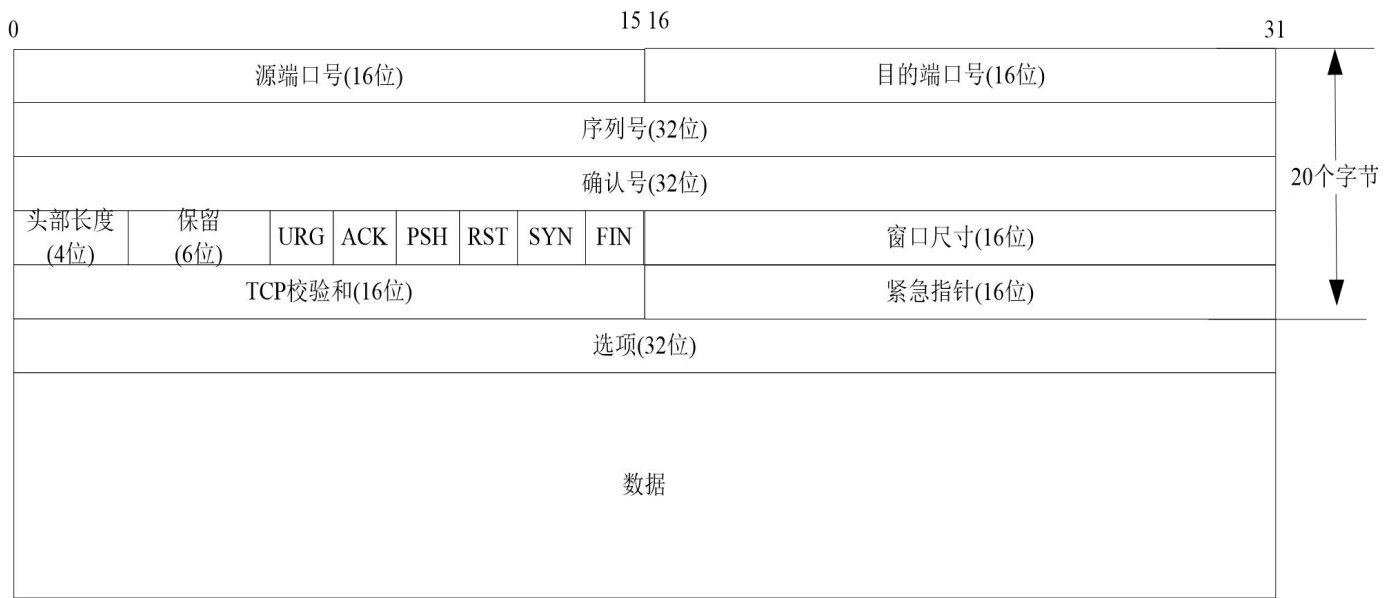 0 15 16 31
源端口号(16位) 目的端口号(16位)
序列号(32位)
确认号(32位)
20个字节
头部长度
(4位)
保留
(6位)
URG ACK PSH RST SYN FIN 窗口尺寸(16位)
TCP校验和(16位) 紧急指针(16位)
选项(32位)
数据